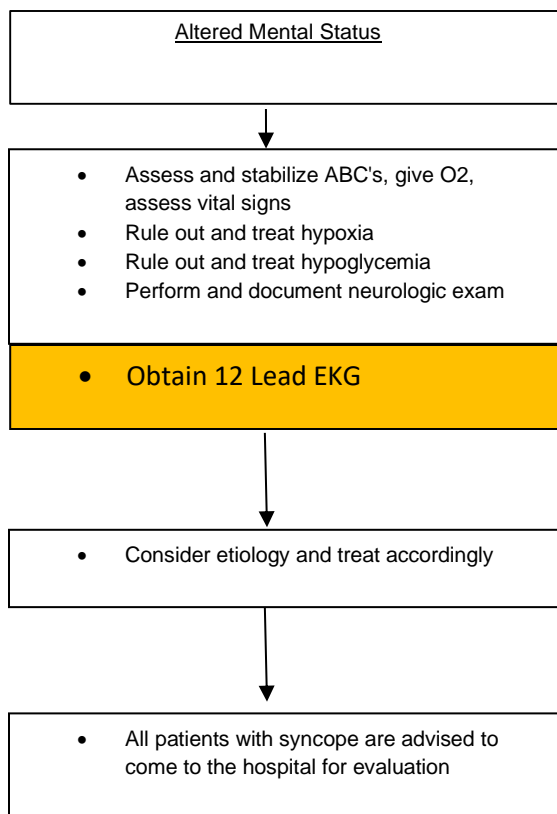 Altered Mental Status
• Assess and stabilize ABC's, give O2,
assess vital signs
• Rule out and treat hypoxia
• Rule out and treat hypoglycemia
• Perform and document neurologic exam
• Obtain 12 Lead EKG
• Consider etiology and treat accordingly
• All patients with syncope are advised to
come to the hospital for evaluation